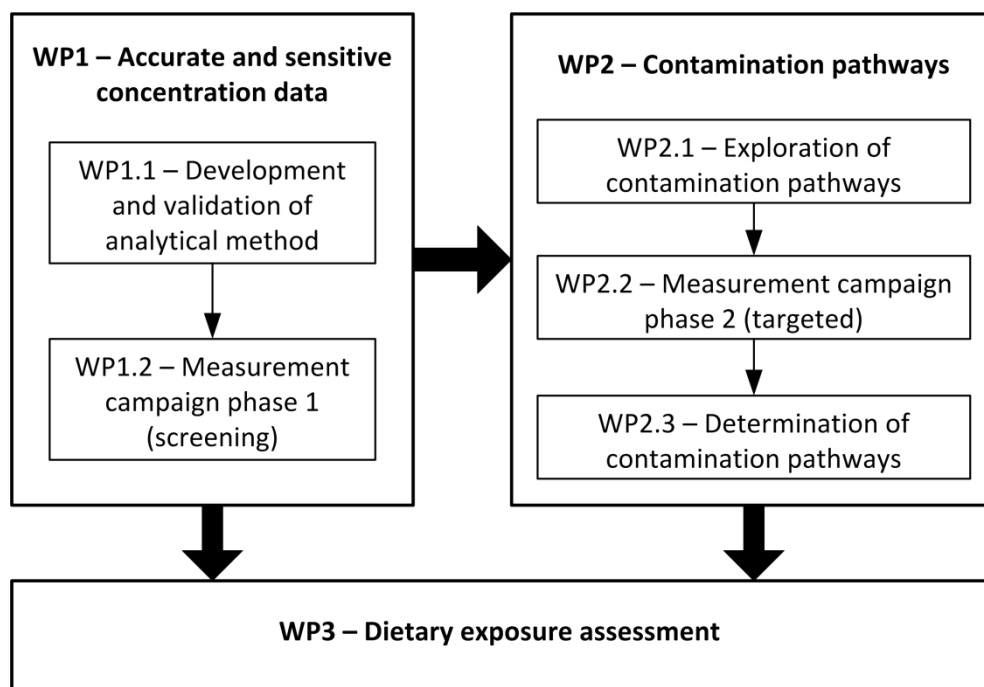 WP1 – Accurate and sensitive
concentration data
WP1.1 – Development
and validation of
analytical method
WP1.2 – Measurement
campaign phase 1
(screening)
WP2 – Contamination pathways
WP2.1 – Exploration of
contamination pathways
WP2.2 – Measurement campaign
phase 2 (targeted)
WP2.3 – Determination of
contamination pathways
WP3 – Dietary exposure assessment